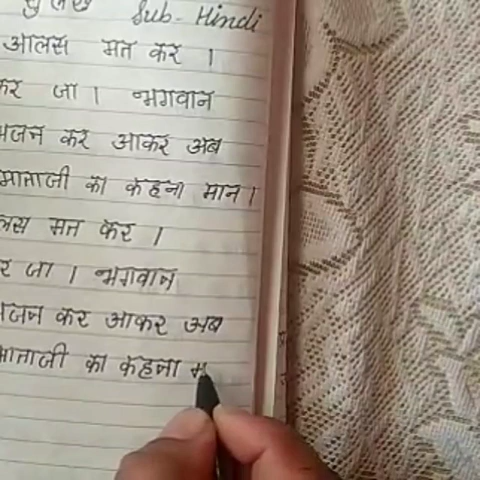 सुलेख Sub- Hindi
आलस मत कर ।
कर जा । भगवान
भजन कर आकर अब
माताजी का कहना मान ।
लस मत कर ।
र जा । भगवान
भजन कर आकर अब
माताजी का कहना म